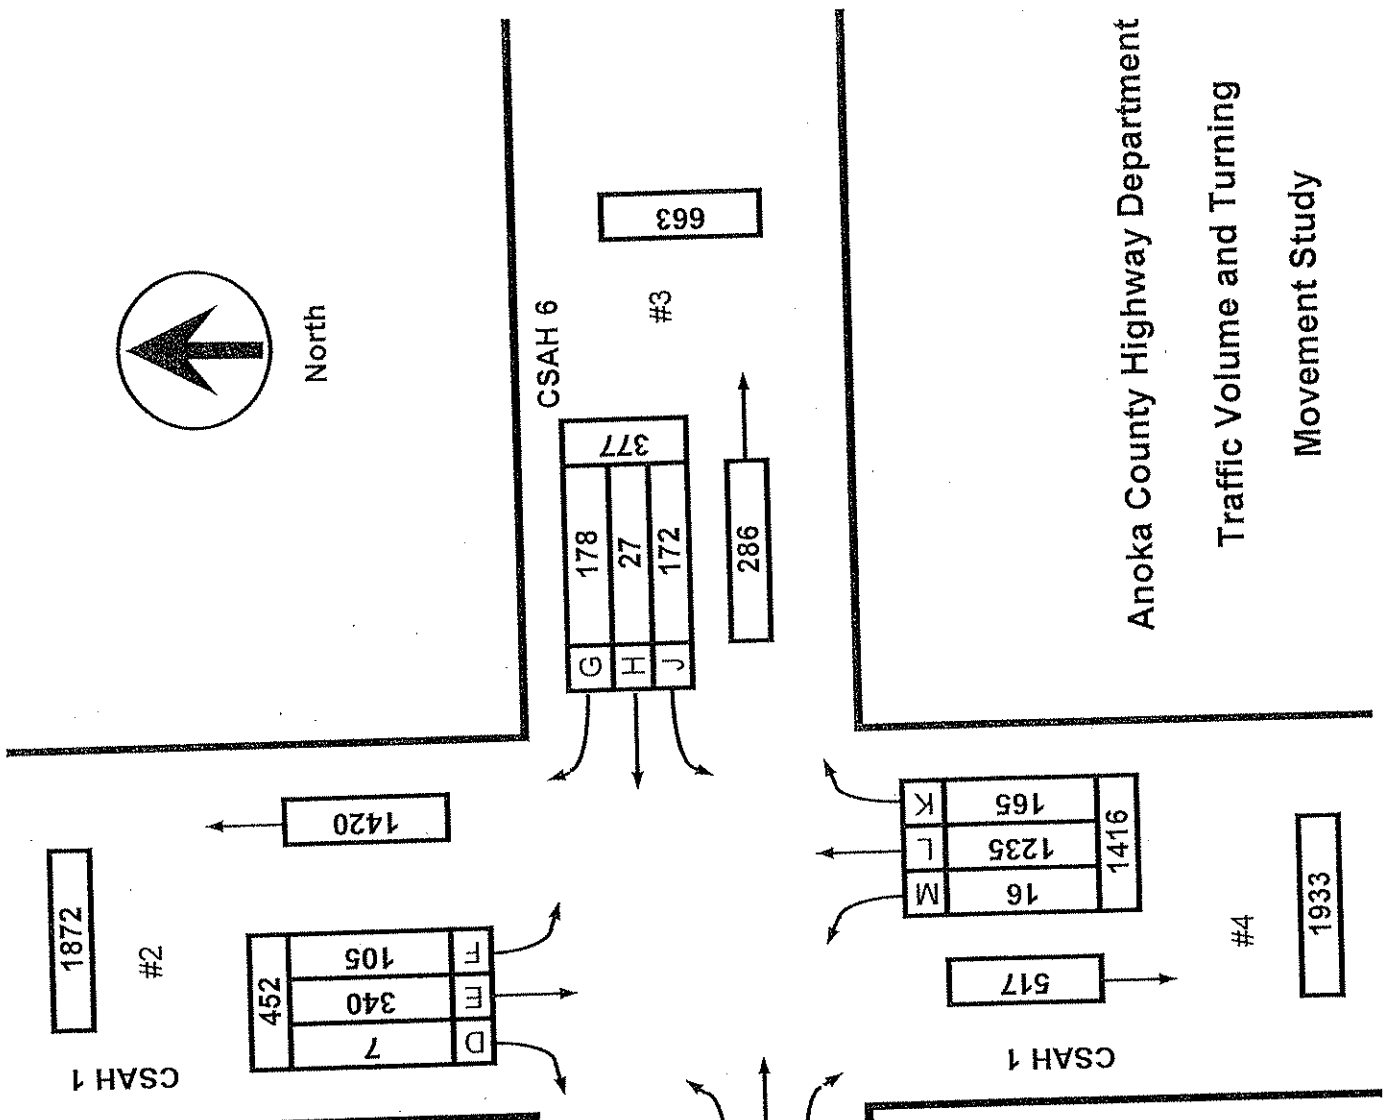 North
CSAH 6
#3
663
377
G 178
H 27
J 172
286
1420
1872
#2
452
105
340
7
F
E
D
CSAH 1
K 165
L 1235
M 16
1416
517
#4
1933
CSAH 1
Anoka County Highway Department
Traffic Volume and Turning
Movement Study